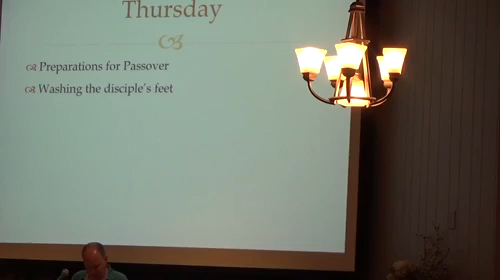 Thursday
Preparations for Passover
Washing the disciple's feet